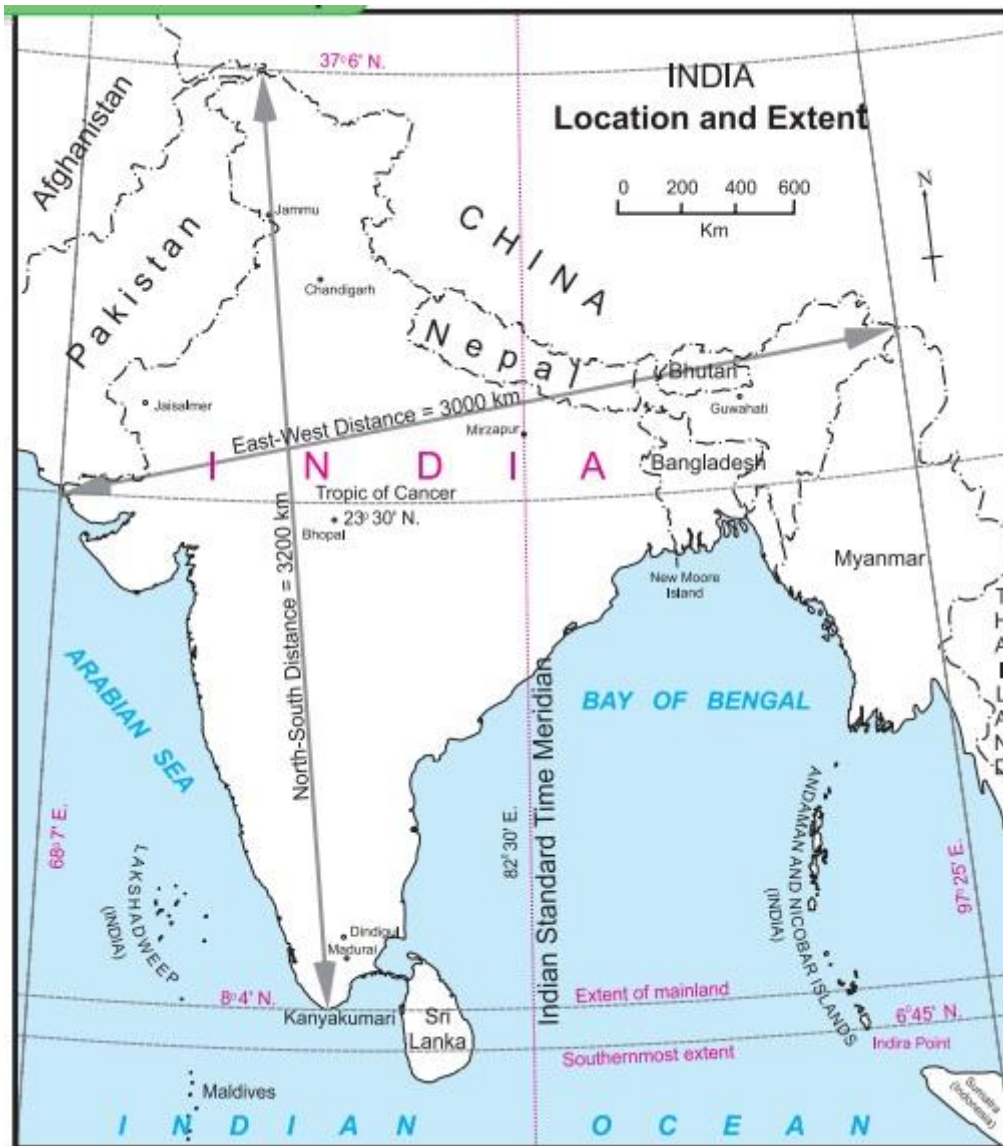 37° 6' N.
INDIA
Location and Extent
Afghanistan
0 200 400 600
Km
N
Jammu
CHINA
Pakistan
Chandigarh
Nepal
Bhutan
Jaisalmer
Guwahati
East-West Distance = 3000 km
Mirzapur
INDIA
Bangladesh
Tropic of Cancer
23° 30' N.
Bhopal
Myanmar
New Moore
Island
THAILAND
North-South Distance = 3200 km
ARABIAN SEA
BAY OF BENGAL
Indian Standard Time Meridian
82° 30' E.
68° 7' E.
97° 25' E.
LAKSHADWEEP
(INDIA)
ANDAMAN AND NICOBAR ISLANDS
(INDIA)
Dindigul
Madurai
8° 4' N.
Extent of mainland
Kanyakumari
Sri
Lanka
6° 45' N.
Indira Point
Southernmost extent
Maldives
Sumatra
(Indonesia)
INDIAN OCEAN